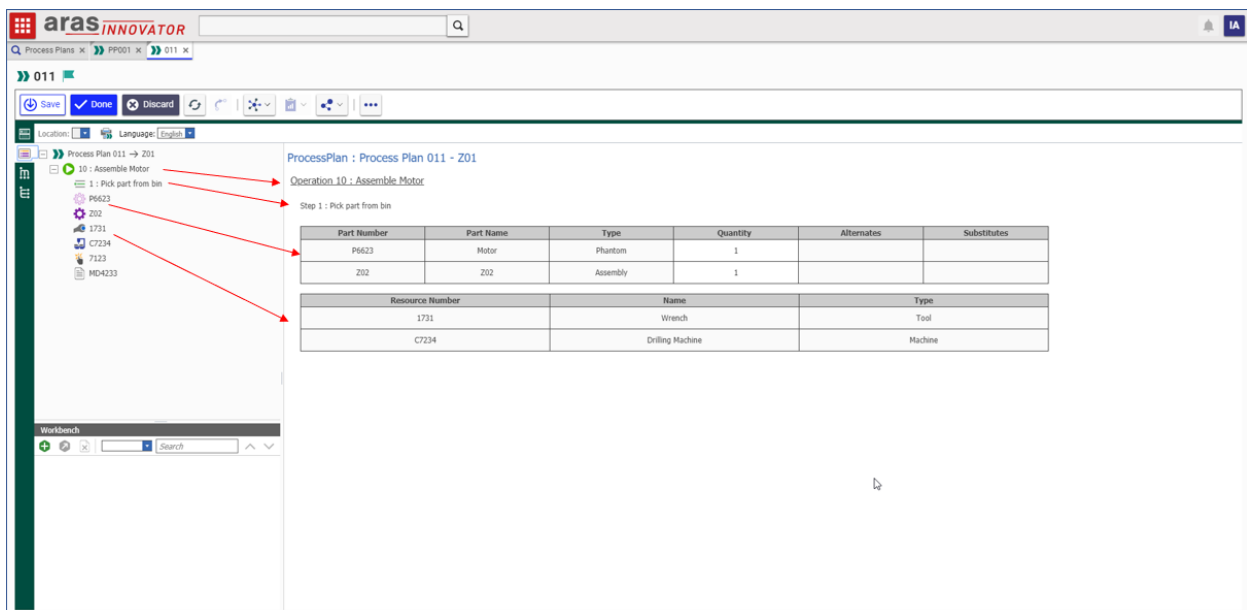 aras INNOVATOR
IA
Process Plans × PP001 × 011 ×
011
Save Done Discard
Location: Language: English
Process Plan 011 → Z01
10 : Assemble Motor
1 : Pick part from bin
P6623
Z02
1731
C7234
7123
MD4233
Workbench
Search
ProcessPlan : Process Plan 011 - Z01
Operation 10 : Assemble Motor
Step 1 : Pick part from bin
Part Number Part Name Type Quantity Alternates Substitutes
P6623 Motor Phantom 1
Z02 Z02 Assembly 1
Resource Number Name Type
1731 Wrench Tool
C7234 Drilling Machine Machine